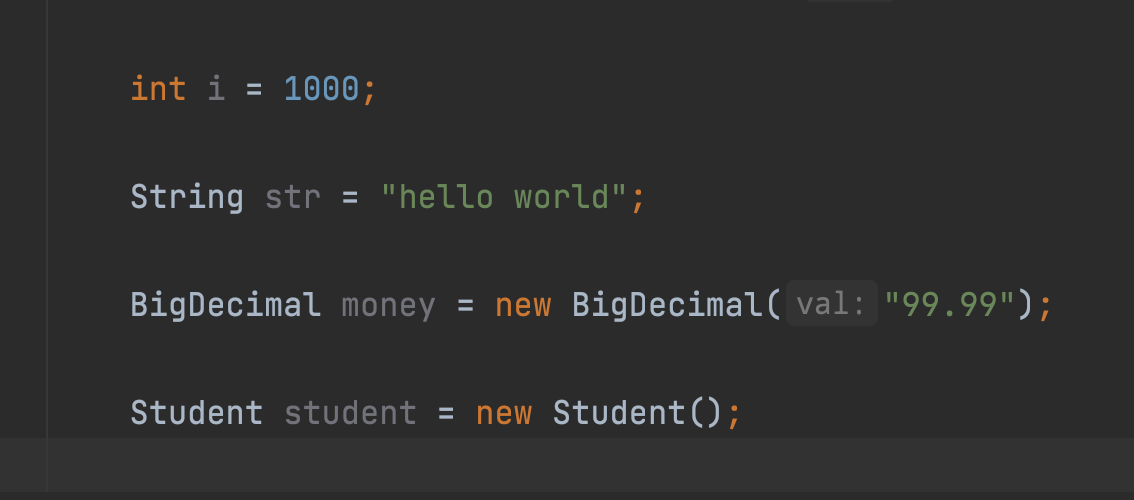 int i = 1000;
String str = "hello world";
BigDecimal money = new BigDecimal( val: "99.99");
Student student = new Student();